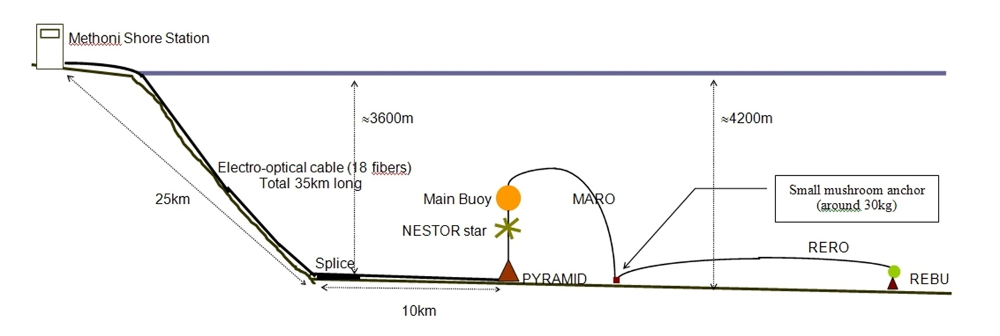 Methoni Shore Station
≈3600m
≈4200m
Electro-optical cable (18 fibers)
Total 35km long
25km
Main Buoy
MARO
Small mushroom anchor
(around 30kg)
NESTOR star
RERO
Splice
PYRAMID
REBU
10km